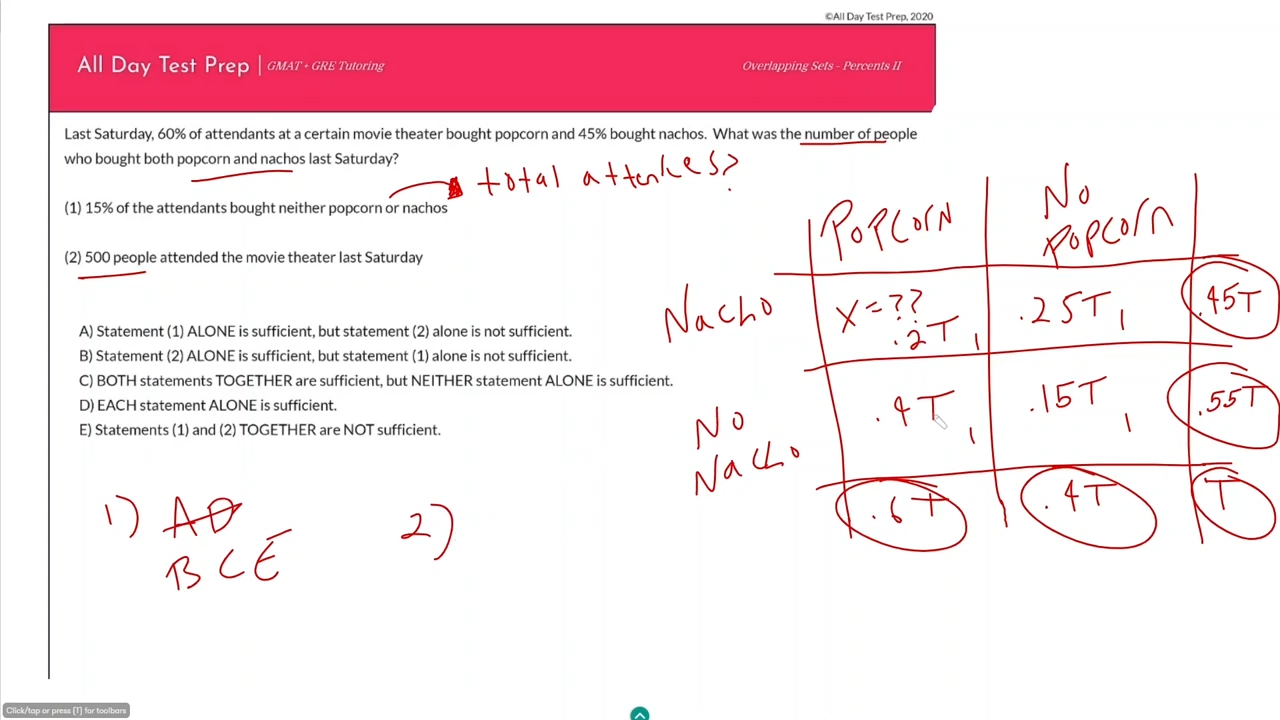 ©All Day Test Prep, 2020
All Day Test Prep | GMAT + GRE Tutoring
Overlapping Sets - Percents II
Last Saturday, 60% of attendants at a certain movie theater bought popcorn and 45% bought nachos. What was the number of people
who bought both popcorn and nachos last Saturday?
total attendees?
(1) 15% of the attendants bought neither popcorn or nachos
(2) 500 people attended the movie theater last Saturday
A) Statement (1) ALONE is sufficient, but statement (2) alone is not sufficient.
B) Statement (2) ALONE is sufficient, but statement (1) alone is not sufficient.
C) BOTH statements TOGETHER are sufficient, but NEITHER statement ALONE is sufficient.
D) EACH statement ALONE is sufficient.
E) Statements (1) and (2) TOGETHER are NOT sufficient.
1) AD
BCE
2)
POPCORN
No
POPCORN
Nacho
X = ??
.2T 1
.25T 1
.45T
No
Nacho
.4T 1
.15T 1
.55T
.6T
.4T
T
Click/tap or press [T] for toolbars